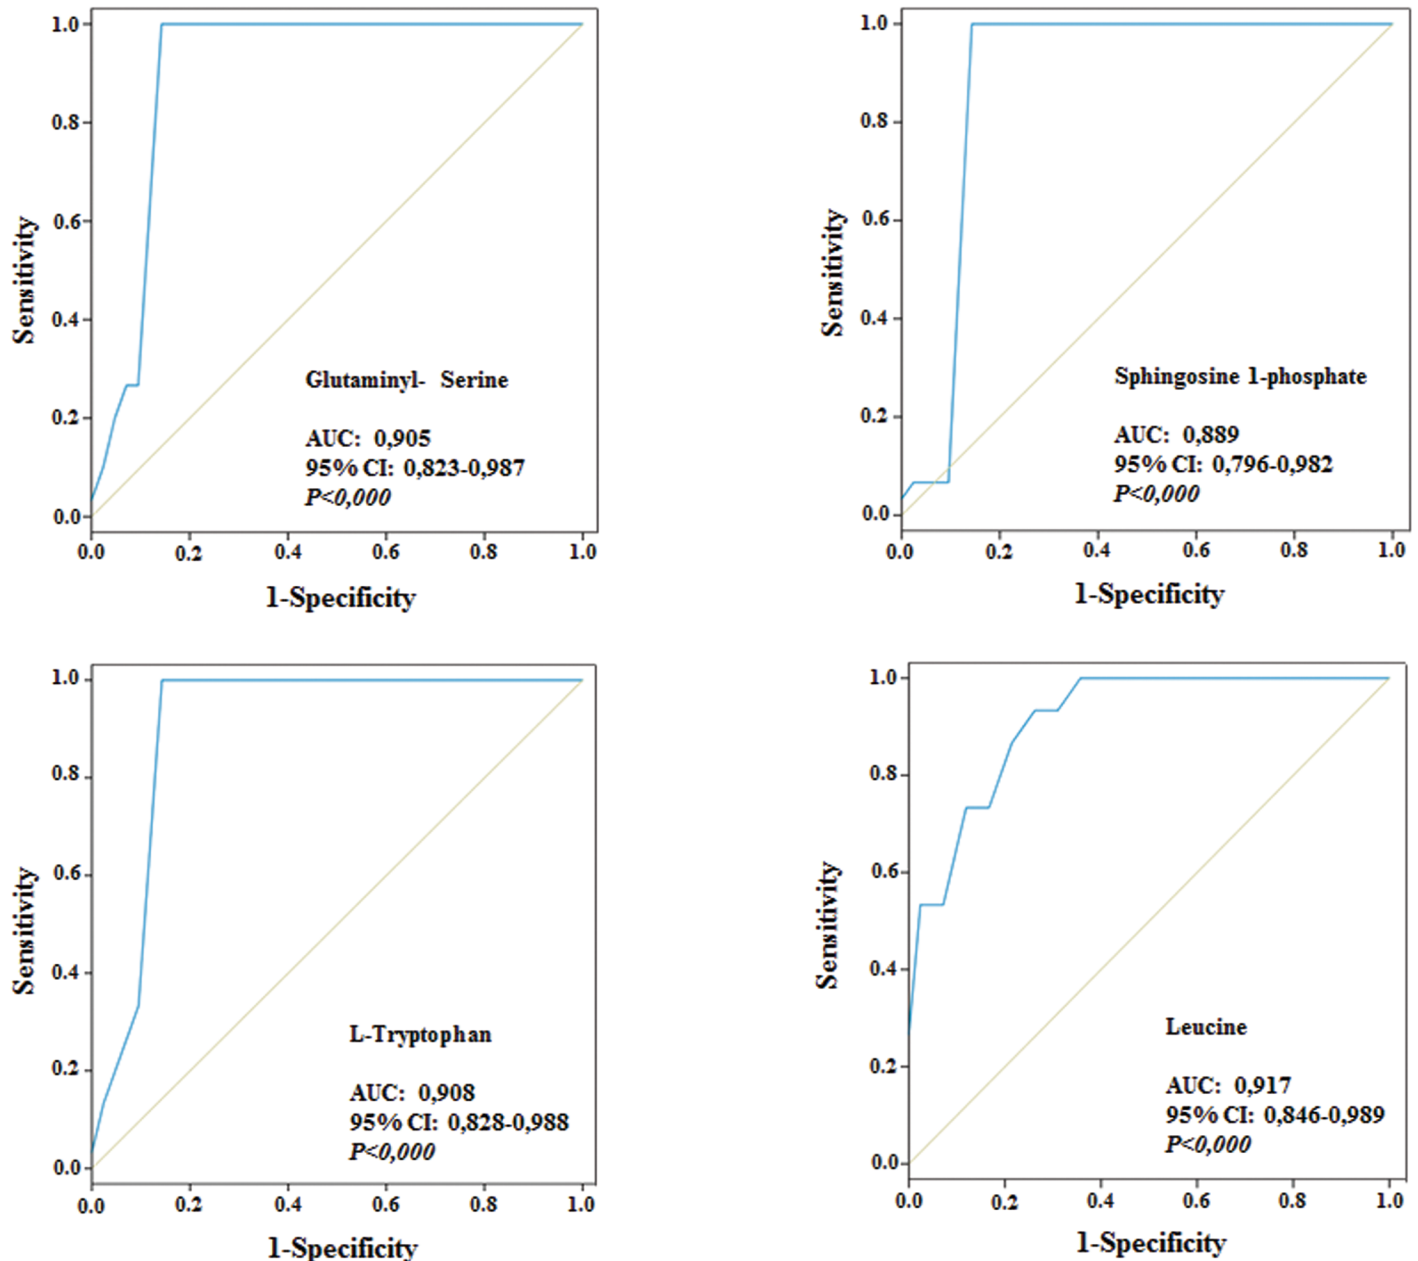 1.0
0.8
0.6
0.4
0.2
0.0
Sensitivity
Glutaminyl- Serine
AUC: 0,905
95% CI: 0,823-0,987
P<0,000
0.0 0.2 0.4 0.6 0.8 1.0
1-Specificity
1.0
0.8
0.6
0.4
0.2
0.0
Sensitivity
Sphingosine 1-phosphate
AUC: 0,889
95% CI: 0,796-0,982
P<0,000
0.0 0.2 0.4 0.6 0.8 1.0
1-Specificity
1.0
0.8
0.6
0.4
0.2
0.0
Sensitivity
L-Tryptophan
AUC: 0,908
95% CI: 0,828-0,988
P<0,000
0.0 0.2 0.4 0.6 0.8 1.0
1-Specificity
1.0
0.8
0.6
0.4
0.2
0.0
Sensitivity
Leucine
AUC: 0,917
95% CI: 0,846-0,989
P<0,000
0.0 0.2 0.4 0.6 0.8 1.0
1-Specificity